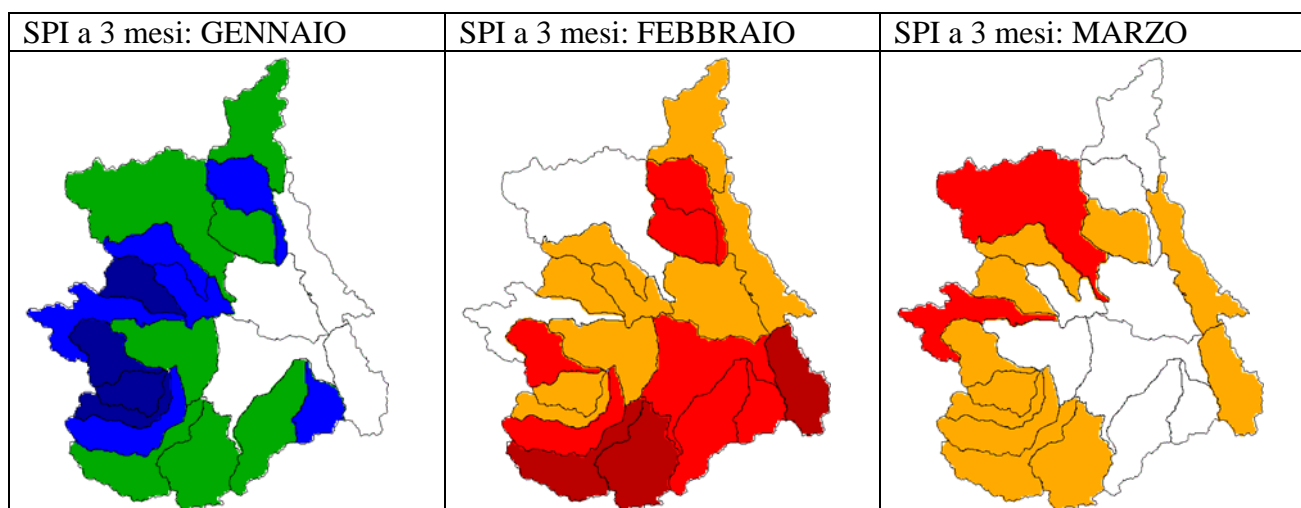 SPI a 3 mesi: GENNAIO
SPI a 3 mesi: FEBBRAIO
SPI a 3 mesi: MARZO